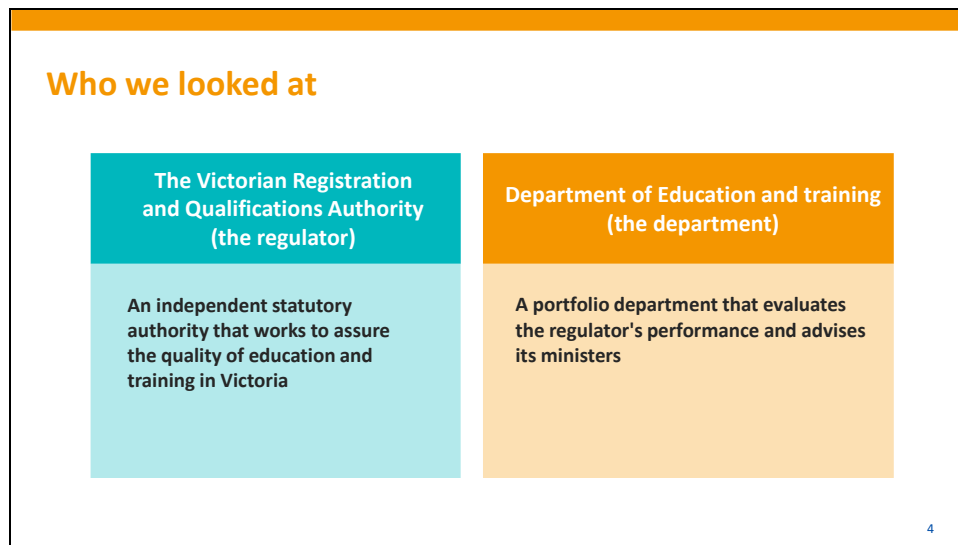 Who we looked at
The Victorian Registration
and Qualifications Authority
(the regulator)
An independent statutory
authority that works to assure
the quality of education and
training in Victoria
Department of Education and training
(the department)
A portfolio department that evaluates
the regulator's performance and advises
its ministers
4